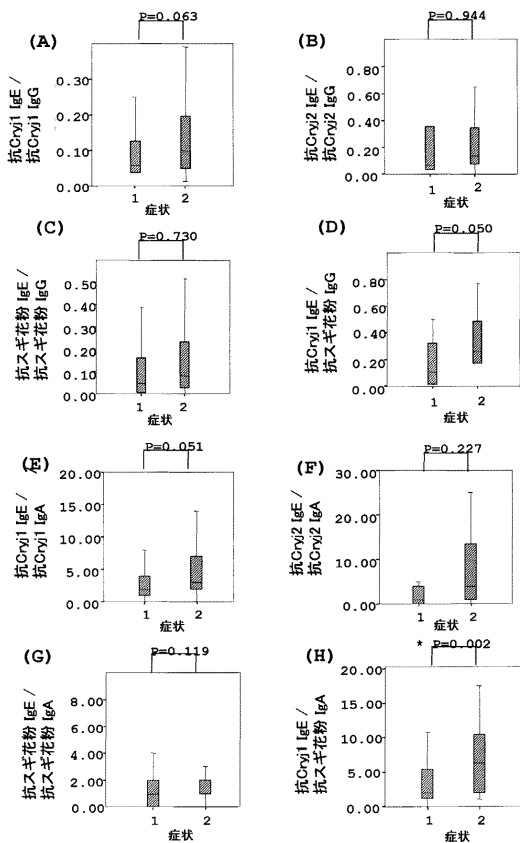 (A)
P=0.063
抗Cryj1 IgE /
抗Cryj1 IgG
0.30
0.20
0.10
0.00
1 2
症状
(B)
P=0.944
抗Cryj2 IgE /
抗Cryj2 IgG
0.80
0.60
0.40
0.20
0.00
1 2
症状
(C)
P=0.730
抗スギ花粉 IgE /
抗スギ花粉 IgG
0.50
0.40
0.30
0.20
0.10
0.00
1 2
症状
(D)
P=0.050
抗Cryj1 IgE /
抗スギ花粉 IgG
0.80
0.60
0.40
0.20
0.00
1 2
症状
(E)
P=0.051
抗Cryj1 IgE /
抗Cryj1 IgA
20.00
15.00
10.00
5.00
0.00
1 2
症状
(F)
P=0.227
抗Cryj2 IgE /
抗Cryj2 IgA
30.00
20.00
10.00
0.00
1 2
症状
(G)
P=0.119
抗スギ花粉 IgE /
抗スギ花粉 IgA
8.00
6.00
4.00
2.00
0.00
1 2
症状
(H)
* P=0.002
抗Cryj1 IgE /
抗スギ花粉 IgA
20.00
15.00
10.00
5.00
0.00
1 2
症状